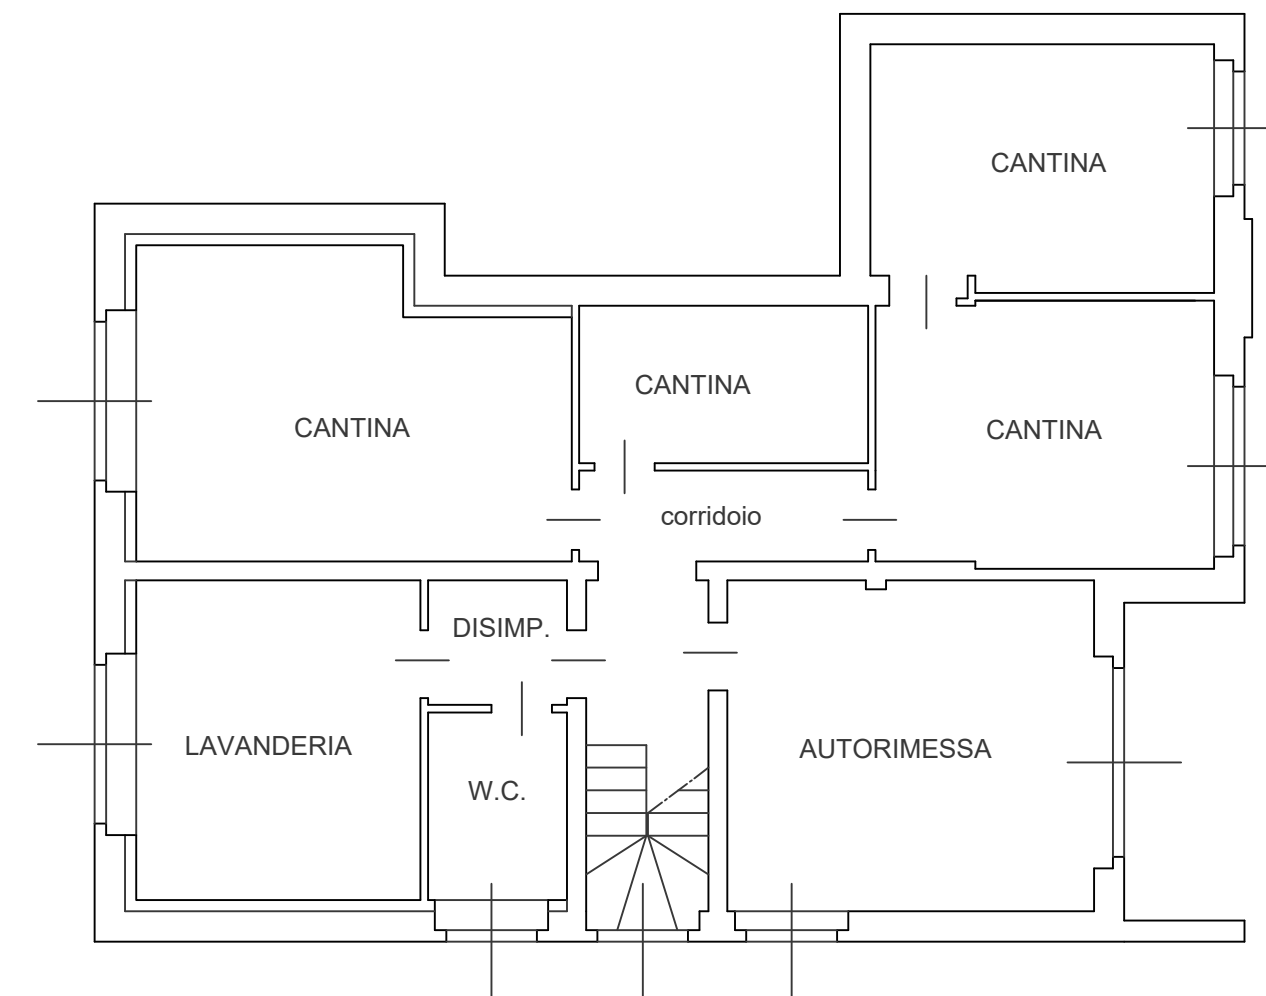 CANTINA
CANTINA
CANTINA
CANTINA
corridoio
DISIMP.
LAVANDERIA
AUTORIMESSA
W.C.